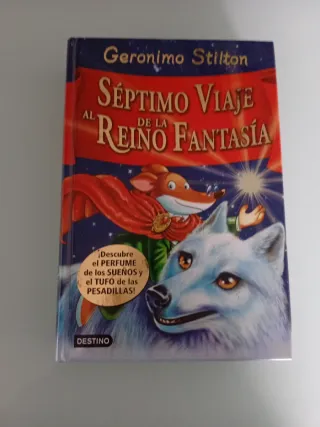 Geronimo Stilton
SÉPTIMO VIAJE
AL DE LA
REINO FANTASÍA
¡Descubre
el PERFUME
de los SUEÑOS y
el TUFO de las
PESADILLAS!
DESTINO